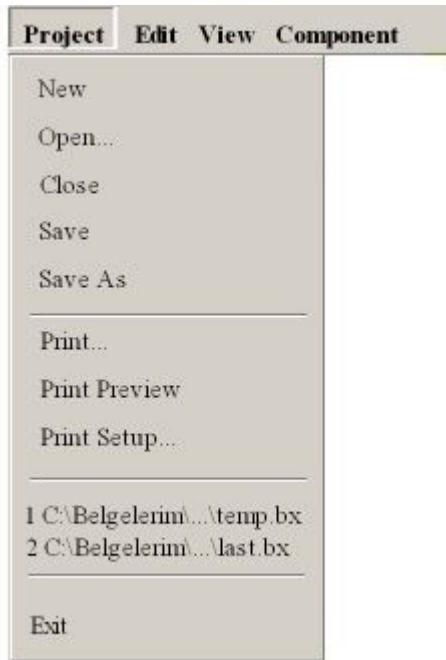 Project Edit View Component
New
Open...
Close
Save
Save As
Print...
Print Preview
Print Setup...
1 C:\Belgelerim\...\temp.bx
2 C:\Belgelerim\...\last.bx
Exit